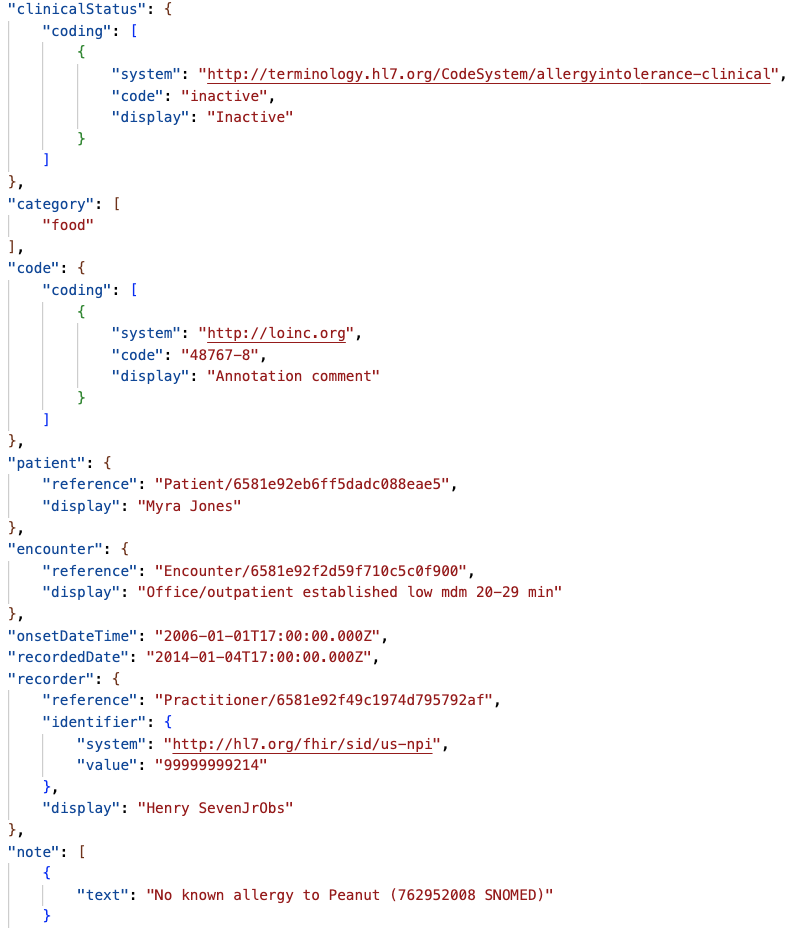 "clinicalStatus": {
"coding": [
{
"system": "http://terminology.hl7.org/CodeSystem/allergyintolerance-clinical",
"code": "inactive",
"display": "Inactive"
}
]
},
"category": [
"food"
],
"code": {
"coding": [
{
"system": "http://loinc.org",
"code": "48767-8",
"display": "Annotation comment"
}
]
},
"patient": {
"reference": "Patient/6581e92eb6ff5dadc088eae5",
"display": "Myra Jones"
},
"encounter": {
"reference": "Encounter/6581e92f2d59f710c5c0f900",
"display": "Office/outpatient established low mdm 20-29 min"
},
"onsetDateTime": "2006-01-01T17:00:00.000Z",
"recordedDate": "2014-01-04T17:00:00.000Z",
"recorder": {
"reference": "Practitioner/6581e92f49c1974d795792af",
"identifier": {
"system": "http://hl7.org/fhir/sid/us-npi",
"value": "99999999214"
},
"display": "Henry SevenJrObs"
},
"note": [
{
"text": "No known allergy to Peanut (762952008 SNOMED)"
}